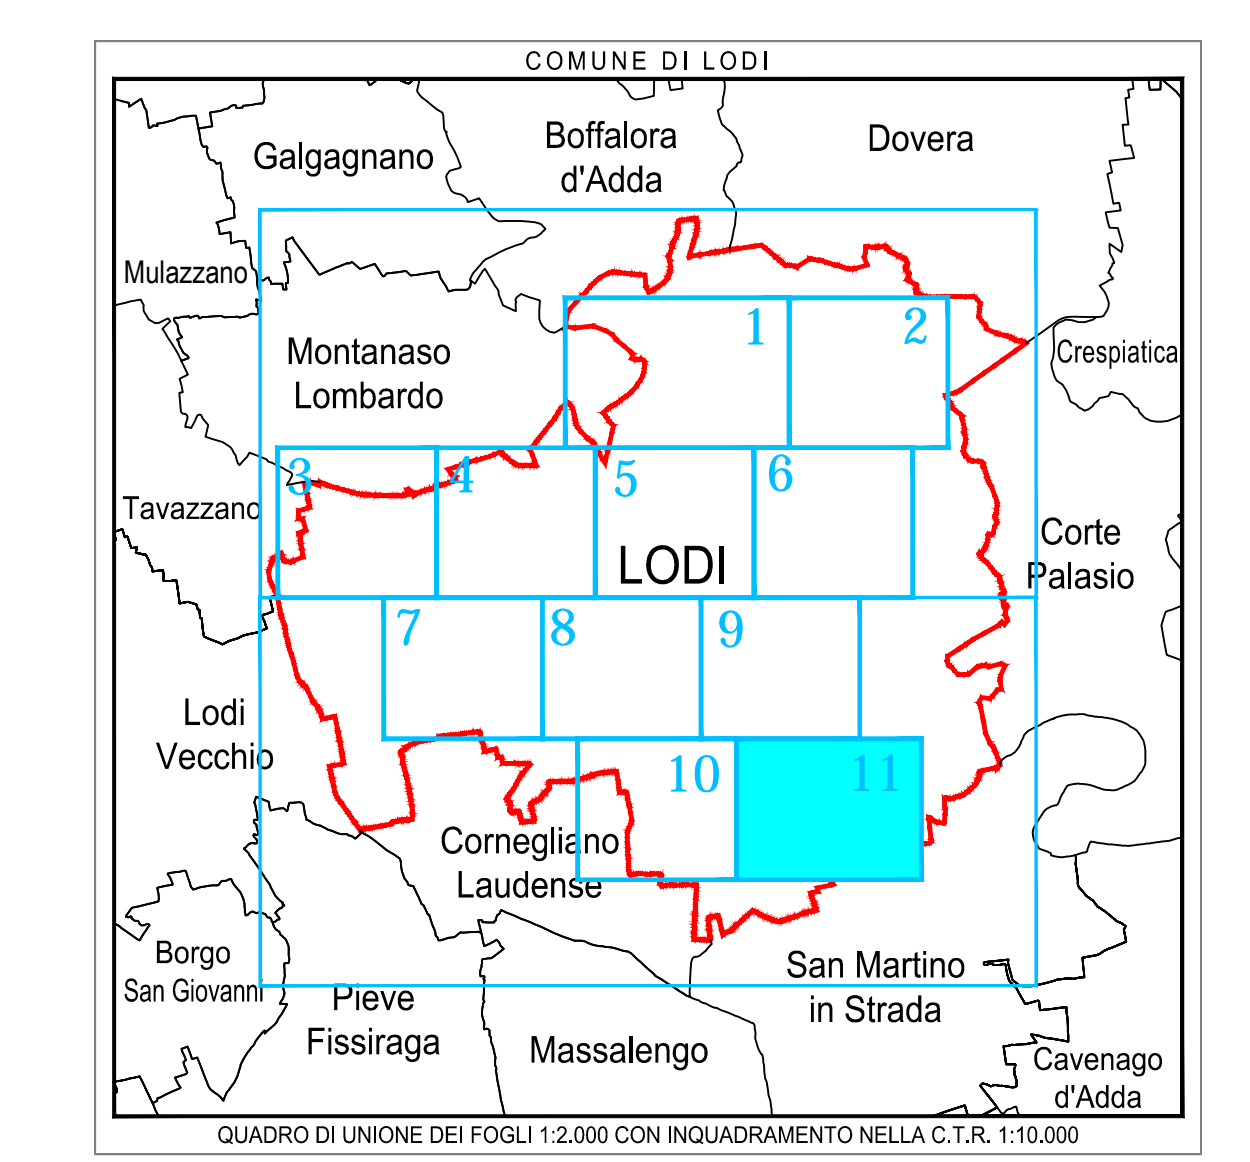 COMUNE DI LODI
Galgagnano
Boffalora
d'Adda
Dovera
Mulazzano
Montanaso
Lombardo
1
2
Crespiatica
3
4
5
6
Tavazzano
LODI
Corte
Palasio
7
8
9
Lodi
Vecchio
10
11
Cornegliano
Laudense
Borgo
San Giovanni
Pieve
Fissiraga
Massalengo
San Martino
in Strada
Cavenago
d'Adda
QUADRO DI UNIONE DEI FOGLI 1:2.000 CON INQUADRAMENTO NELLA C.T.R. 1:10.000